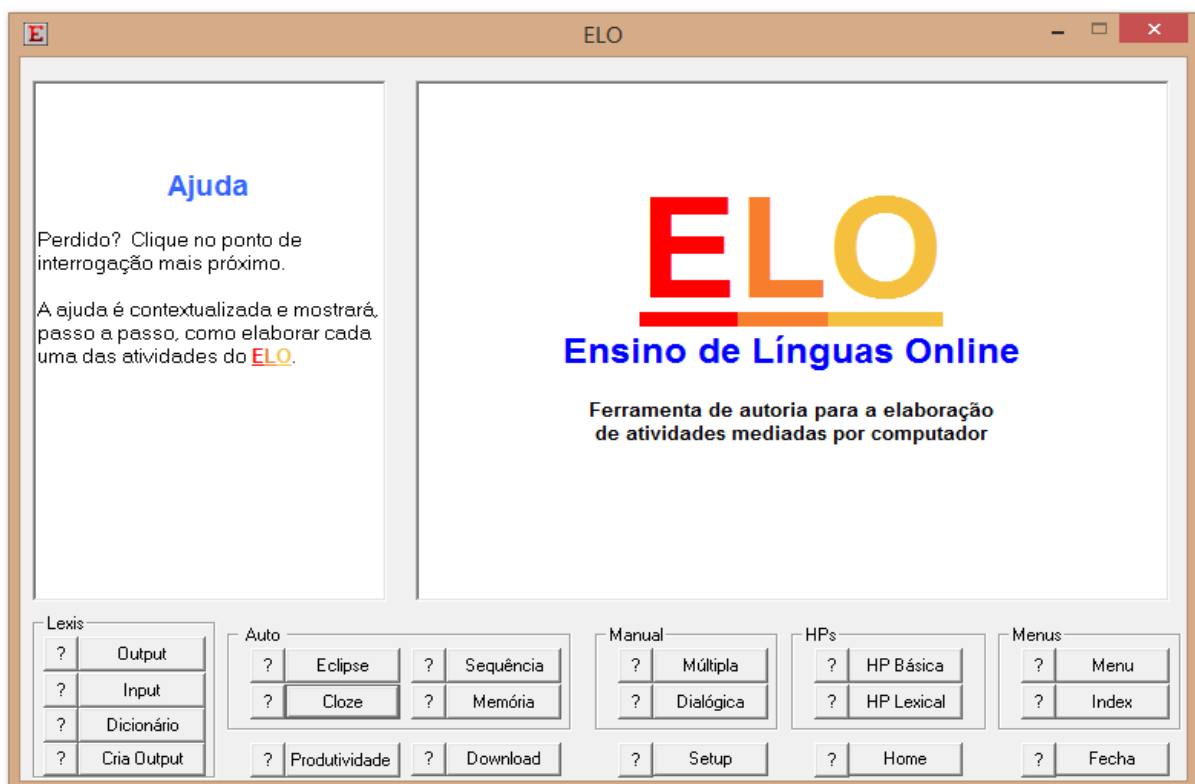 E
ELO
Ajuda
Perdido? Clique no ponto de
interrogação mais próximo.
A ajuda é contextualizada e mostrará,
passo a passo, como elaborar cada
uma das atividades do ELO.
ELO
Ensino de Línguas Online
Ferramenta de autoria para a elaboração
de atividades mediadas por computador
Lexis
? Output
? Input
? Dicionário
? Cria Output
Auto
? Eclipse ? Sequência
? Cloze ? Memória
? Produtividade ? Download
Manual
? Múltipla
? Dialógica
? Setup
HPs
? HP Básica
? HP Lexical
? Home
Menus
? Menu
? Index
? Fecha